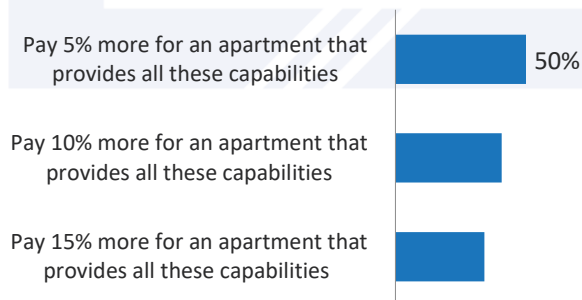 Pay 5% more for an apartment that
provides all these capabilities
50%
Pay 10% more for an apartment that
provides all these capabilities
Pay 15% more for an apartment that
provides all these capabilities